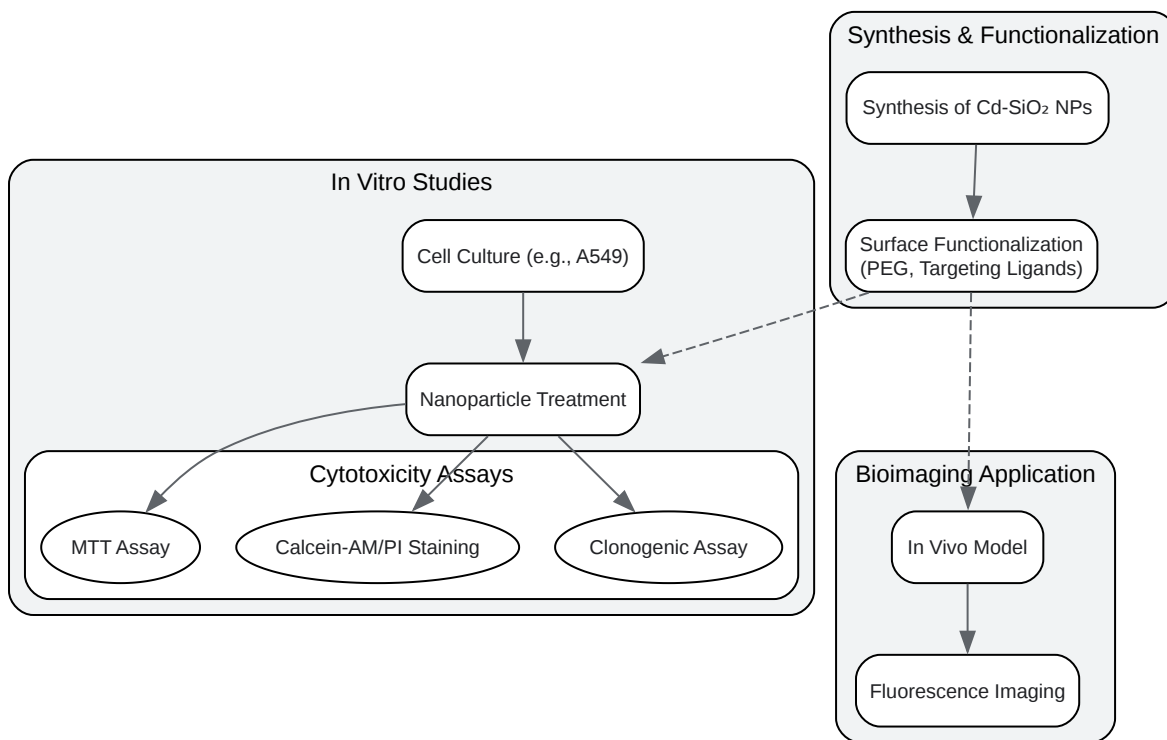 Synthesis & Functionalization
Synthesis of Cd-SiO₂ NPs
Surface Functionalization
(PEG, Targeting Ligands)
In Vitro Studies
Cell Culture (e.g., A549)
Nanoparticle Treatment
Cytotoxicity Assays
MTT Assay
Calcein-AM/PI Staining
Clonogenic Assay
Bioimaging Application
In Vivo Model
Fluorescence Imaging